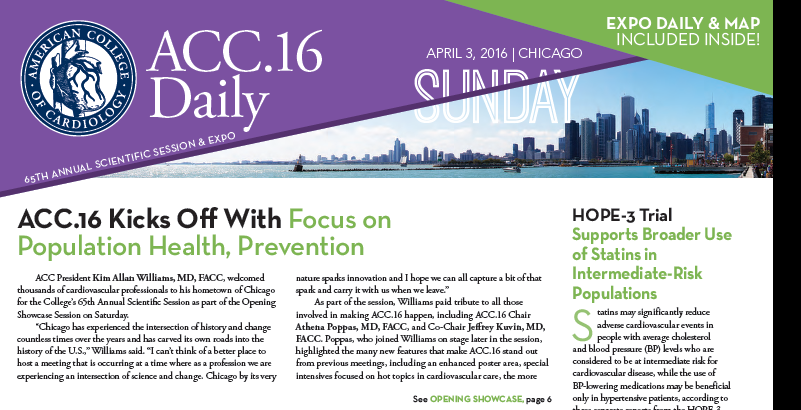 AMERICAN COLLEGE
OF CARDIOLOGY
ACC.16
Daily
65TH ANNUAL SCIENTIFIC SESSION & EXPO
APRIL 3, 2016 | CHICAGO
SUNDAY
EXPO DAILY & MAP
INCLUDED INSIDE!
ACC.16 Kicks Off With Focus on
Population Health, Prevention
ACC President Kim Allan Williams, MD, FACC, welcomed
thousands of cardiovascular professionals to his hometown of Chicago
for the College's 65th Annual Scientific Session as part of the Opening
Showcase Session on Saturday.
"Chicago has experienced the intersection of history and change
countless times over the years and has carved its own roads into the
history of the U.S.," Williams said. "I can't think of a better place to
host a meeting that is occurring at a time where as a profession we are
experiencing an intersection of science and change. Chicago by its very
nature sparks innovation and I hope we can all capture a bit of that
spark and carry it with us when we leave."
As part of the session, Williams paid tribute to all those
involved in making ACC.16 happen, including ACC.16 Chair
Athena Poppas, MD, FACC, and Co-Chair Jeffrey Kuvin, MD,
FACC. Poppas, who joined Williams on stage later in the session,
highlighted the many new features that make ACC.16 stand out
from previous meetings, including an enhanced poster area, special
intensives focused on hot topics in cardiovascular care, the more
See OPENING SHOWCASE, page 6
HOPE-3 Trial
Supports Broader Use
of Statins in
Intermediate-Risk
Populations
Statins may significantly reduce
adverse cardiovascular events in
people with average cholesterol
and blood pressure (BP) levels who are
considered to be at intermediate risk for
cardiovascular disease, while the use of
BP-lowering medications may be beneficial
only in hypertensive patients, according to
three separate reports from the HOPE-3